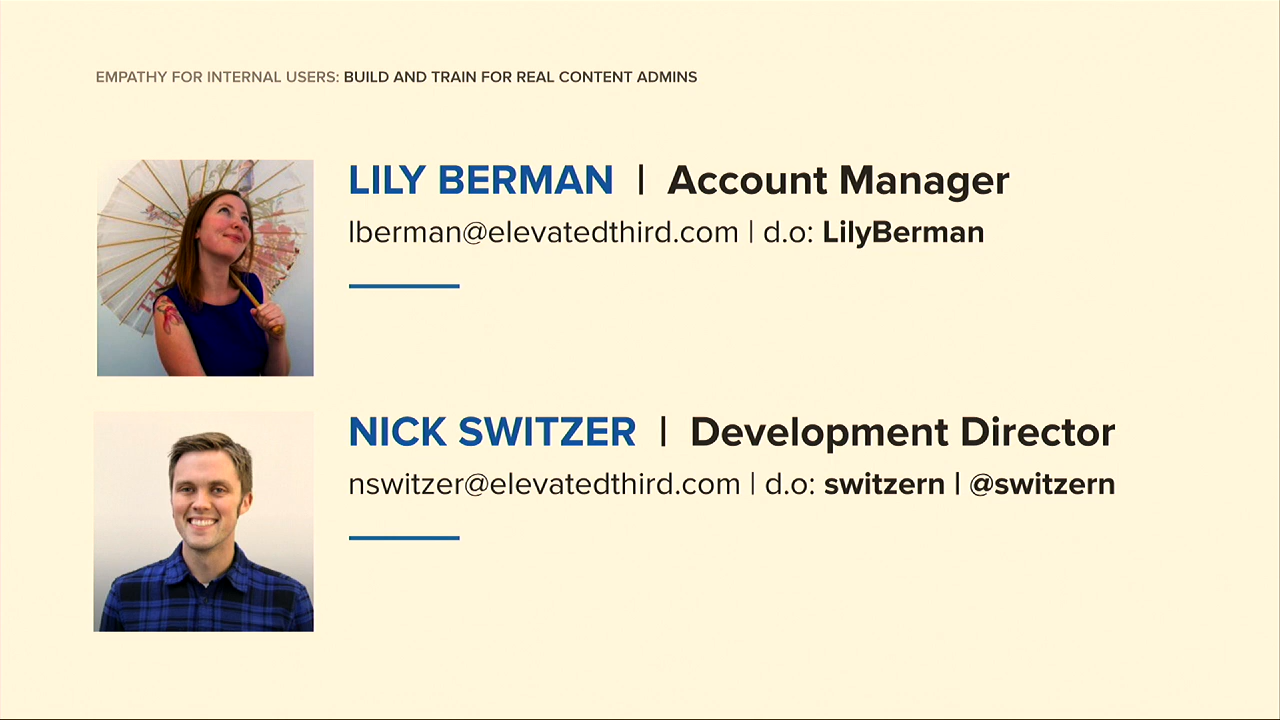 EMPATHY FOR INTERNAL USERS: BUILD AND TRAIN FOR REAL CONTENT ADMINS
LILY BERMAN | Account Manager
lberman@elevatedthird.com | d.o: LilyBerman
NICK SWITZER | Development Director
nswitzer@elevatedthird.com | d.o: switzern | @switzern